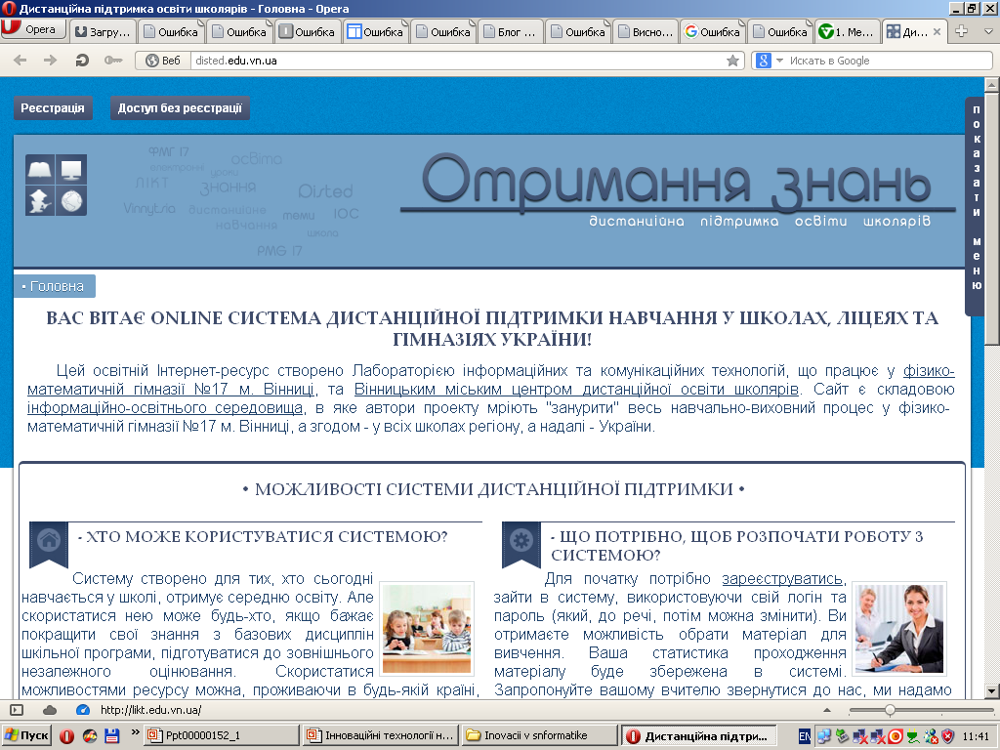 Дистанційна підтримка освіти школярів - Головна - Opera
Opera
Загру...
Ошибка
Ошибка
Ошибка
Ошибка
Ошибка
Блог ...
Ошибка
Висно...
Ошибка
Ошибка
1. Ме...
Ди...
Веб
disted.edu.vn.ua
Искать в Google
Реєстрація
Доступ без реєстрації
показати меню
ФМГ 17
освіта
електронні
уроки
ЛІКТ
знання
Disted
Vinnytsia
дистанційне
теми
ІОС
навчання
школа
PMG 17
Отримання знань
дистанційна підтримка освіти школярів
• Головна
ВАС ВІТАЄ ONLINE СИСТЕМА ДИСТАНЦІЙНОЇ ПІДТРИМКИ НАВЧАННЯ У ШКОЛАХ, ЛІЦЕЯХ ТА
ГІМНАЗІЯХ УКРАЇНИ!
Цей освітній Інтернет-ресурс створено Лабораторією інформаційних та комунікаційних технологій, що працює у фізико-
математичній гімназії №17 м. Вінниці, та Вінницьким міським центром дистанційної освіти школярів. Сайт є складовою
інформаційно-освітнього середовища, в яке автори проекту мріють "занурити" весь навчально-виховний процес у фізико-
математичній гімназії №17 м. Вінниці, а згодом - у всіх школах регіону, а надалі - України.
• МОЖЛИВОСТІ СИСТЕМИ ДИСТАНЦІЙНОЇ ПІДТРИМКИ •
- ХТО МОЖЕ КОРИСТУВАТИСЯ СИСТЕМОЮ?
Систему створено для тих, хто сьогодні
навчається у школі, отримує середню освіту. Але
скористатися нею може будь-хто, якщо бажає
покращити свої знання з базових дисциплін
шкільної програми, підготуватися до зовнішнього
незалежного оцінювання. Скористатися
можливостями ресурсу можна, проживаючи в будь-якій країні,
- ЩО ПОТРІБНО, ЩОБ РОЗПОЧАТИ РОБОТУ З
СИСТЕМОЮ?
Для початку потрібно зареєструватись,
зайти в систему, використовуючи свій логін та
пароль (який, до речі, потім можна змінити). Ви
отримаєте можливість обрати матеріал для
вивчення. Ваша статистика проходження
матеріалу буде збережена в системі.
Запропонуйте вашому вчителю звернутися до нас, ми надамо
http://likt.edu.vn.ua/
Пуск
»
Ppt00000152_1
Інноваційні технології н...
Inovacii v snformatike
Дистанційна підтри...
EN
11:41